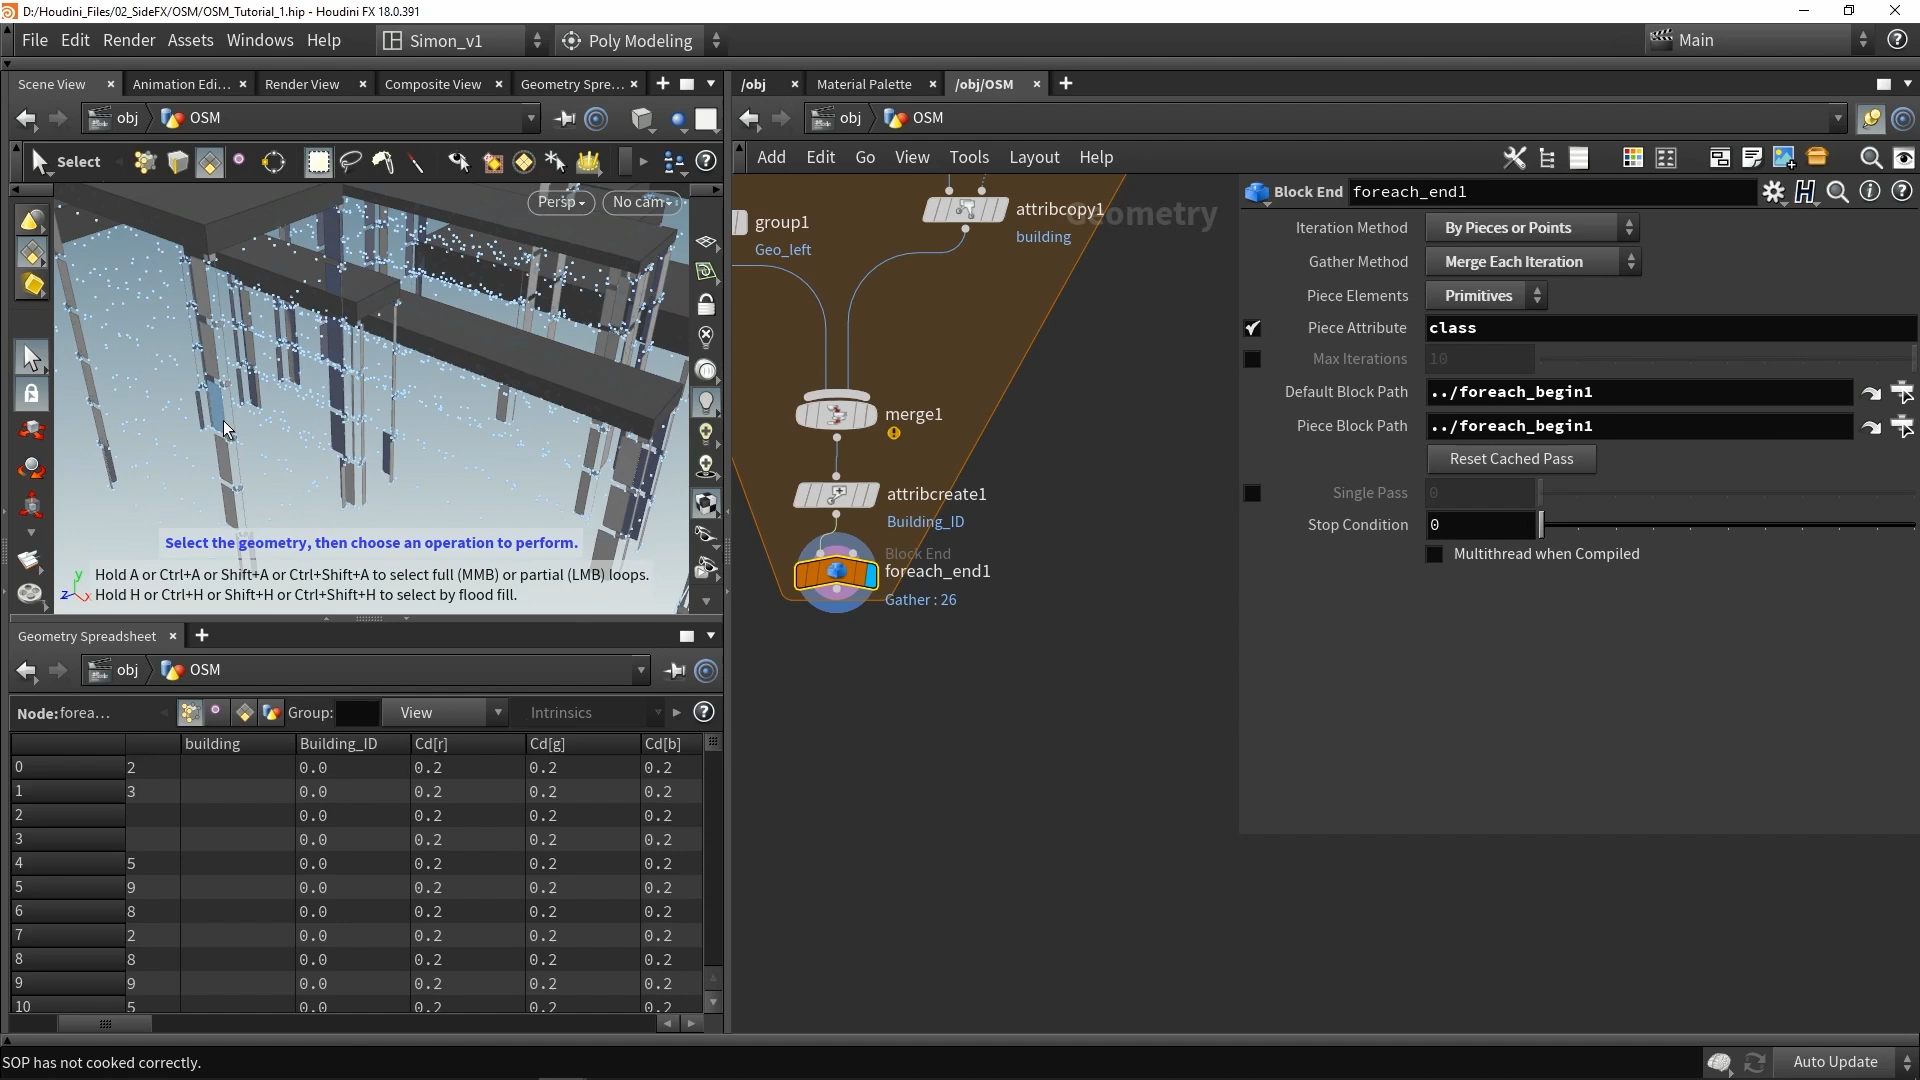 D:/Houdini_Files/02_SideFX/OSM/OSM_Tutorial_1.hip - Houdini FX 18.0.391
File Edit Render Assets Windows Help
Simon_v1
Poly Modeling
Main
Scene View
Animation Edi...
Render View
Composite View
Geometry Spre...
obj OSM
Select
Persp
No cam
Select the geometry, then choose an operation to perform.
Hold A or Ctrl+A or Shift+A or Ctrl+Shift+A to select full (MMB) or partial (LMB) loops.
Hold H or Ctrl+H or Shift+H or Ctrl+Shift+H to select by flood fill.
y
z x
Geometry Spreadsheet
obj OSM
Node: forea...
Group:
View
Intrinsics
building Building_ID Cd[r] Cd[g] Cd[b]
0 2 0.0 0.2 0.2 0.2
1 3 0.0 0.2 0.2 0.2
2 0.0 0.2 0.2 0.2
3 0.0 0.2 0.2 0.2
4 5 0.0 0.2 0.2 0.2
5 9 0.0 0.2 0.2 0.2
6 8 0.0 0.2 0.2 0.2
7 2 0.0 0.2 0.2 0.2
8 8 0.0 0.2 0.2 0.2
9 9 0.0 0.2 0.2 0.2
10 5 0.0 0.2 0.2 0.2
/obj
Material Palette
/obj/OSM
obj OSM
Add Edit Go View Tools Layout Help
Geometry
group1
Geo_left
attribcopy1
building
merge1
attribcreate1
Building_ID
Block End
foreach_end1
Gather : 26
Block End foreach_end1
Iteration Method By Pieces or Points
Gather Method Merge Each Iteration
Piece Elements Primitives
Piece Attribute class
Max Iterations 10
Default Block Path ../foreach_begin1
Piece Block Path ../foreach_begin1
Reset Cached Pass
Single Pass 0
Stop Condition 0
Multithread when Compiled
SOP has not cooked correctly.
Auto Update